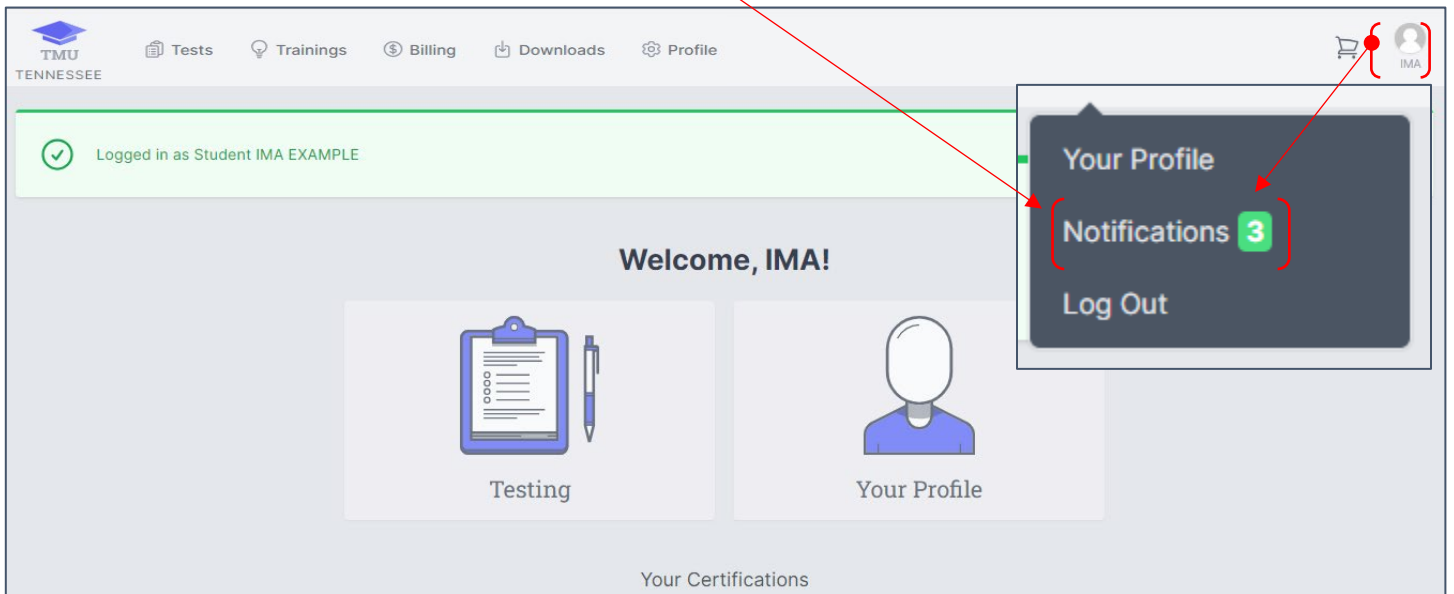 TMU
TENNESSEE
Tests Trainings Billing Downloads Profile
IMA
Logged in as Student IMA EXAMPLE
Your Profile
Notifications 3
Log Out
Welcome, IMA!
Testing
Your Profile
Your Certifications